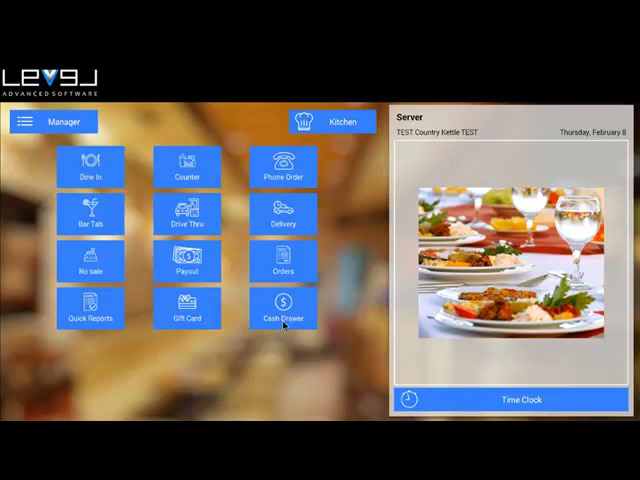 Level
ADVANCED SOFTWARE
Manager
Kitchen
Dine In
Counter
Phone Order
Bar Tab
Drive Thru
Delivery
No sale
Payout
Orders
Quick Reports
Gift Card
Cash Drawer
Server
TEST Country Kettle TEST
Thursday, February 8
Time Clock